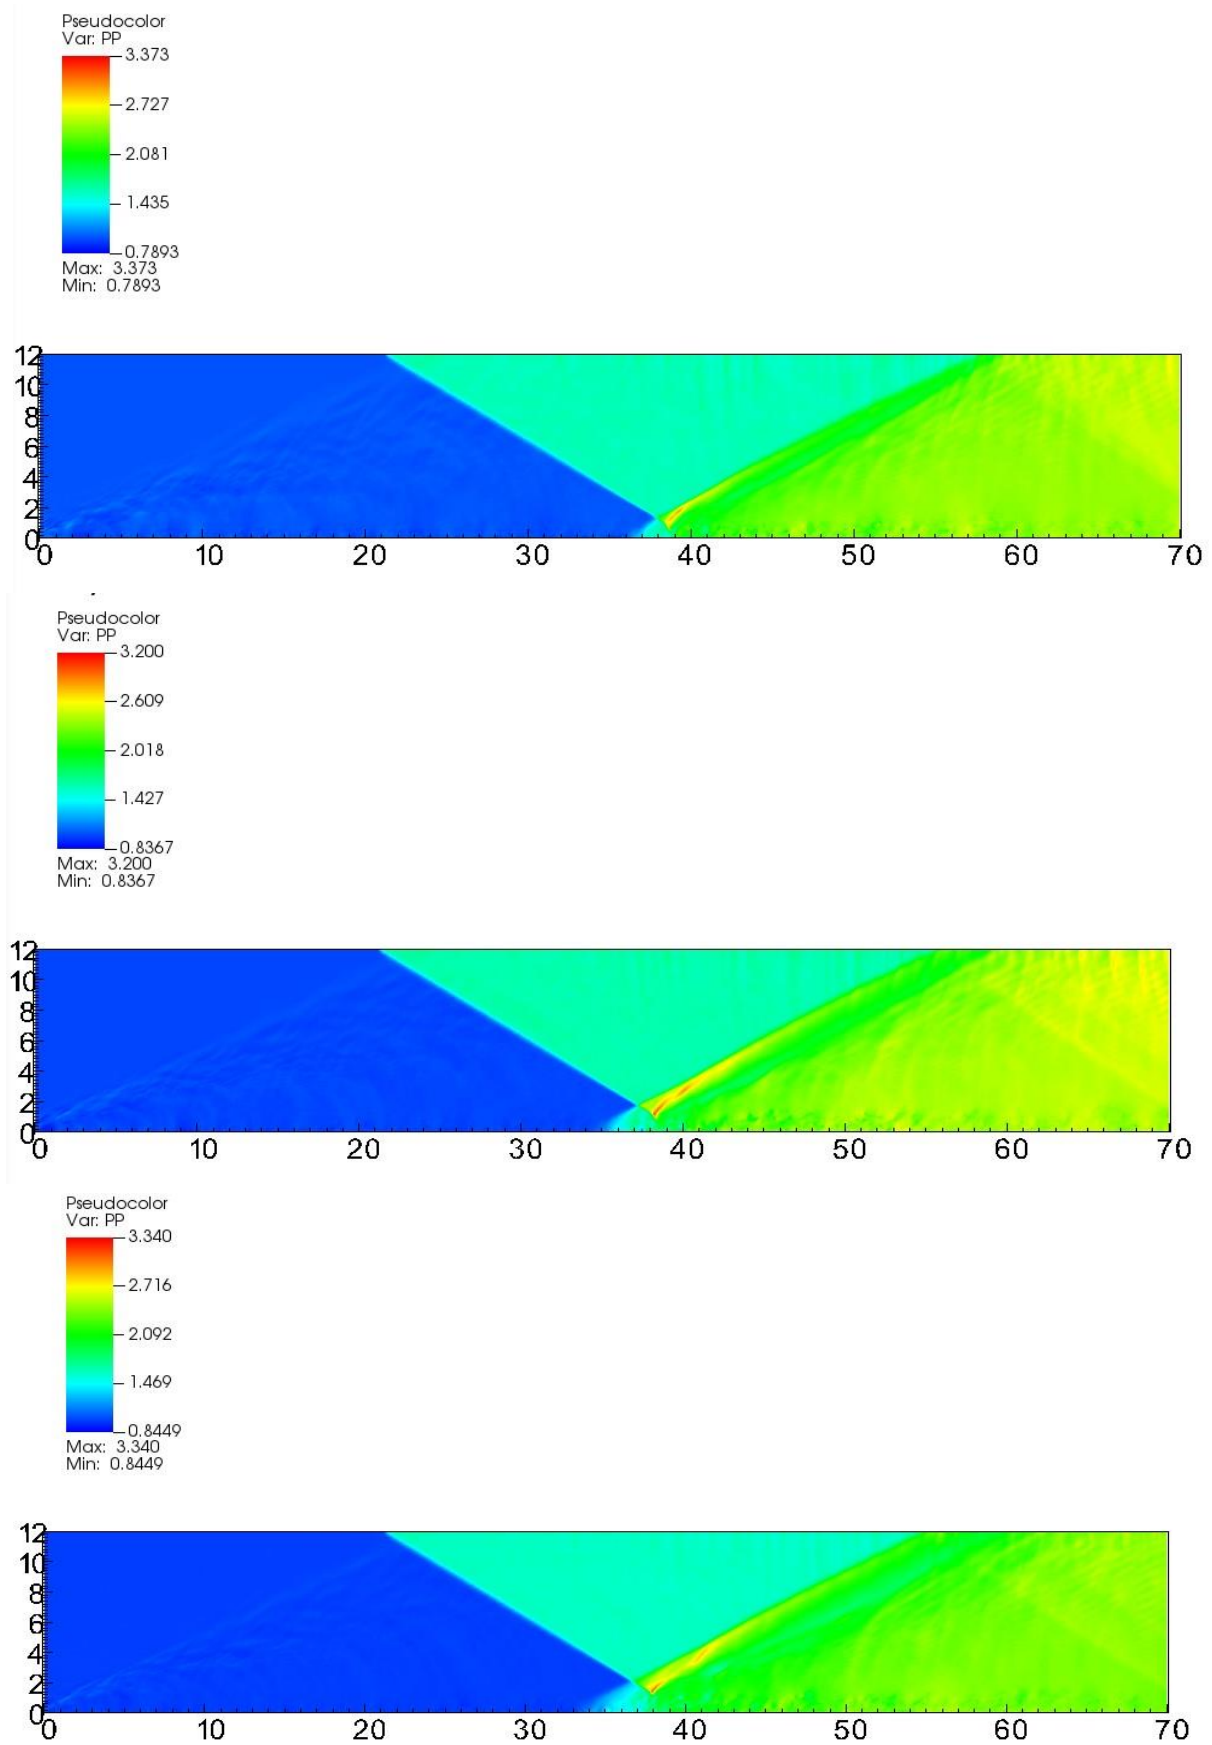 Pseudocolor
Var: PP
3.373
2.727
2.081
1.435
0.7893
Max: 3.373
Min: 0.7893
12
10
8
6
4
2
0
0 10 20 30 40 50 60 70
Pseudocolor
Var: PP
3.200
2.609
2.018
1.427
0.8367
Max: 3.200
Min: 0.8367
12
10
8
6
4
2
0
0 10 20 30 40 50 60 70
Pseudocolor
Var: PP
3.340
2.716
2.092
1.469
0.8449
Max: 3.340
Min: 0.8449
12
10
8
6
4
2
0
0 10 20 30 40 50 60 70